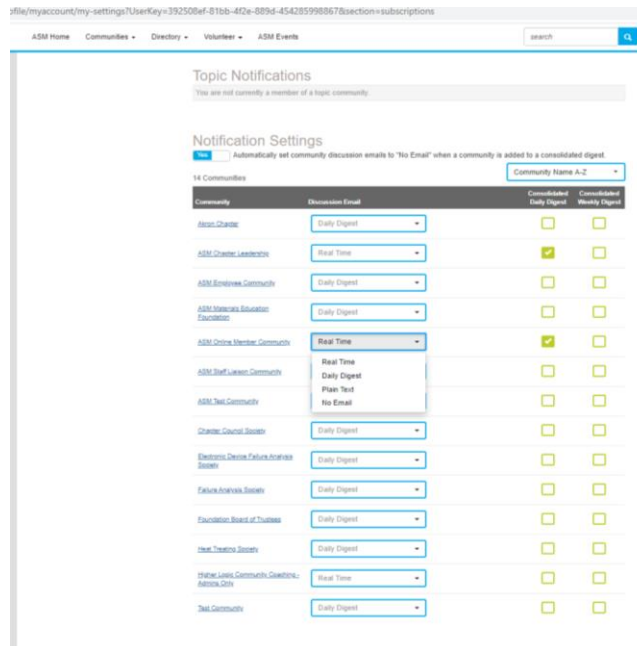 ofile/myaccount/my-settings?UserKey=392508ef-81bb-4f2e-889d-454285998867&section=subscriptions
ASM Home Communities Directory Volunteer ASM Events search
Topic Notifications
You are not currently a member of a topic community.
Notification Settings
Yes Automatically set community discussion emails to "No Email" when a community is added to a consolidated digest.
14 Communities Community Name A-Z
Community Discussion Email Consolidated Daily Digest Consolidated Weekly Digest
Akron Chapter Daily Digest
ASM Chapter Leadership Real Time
ASM Employee Community Daily Digest
ASM Materials Education Foundation Daily Digest
ASM Online Member Community Real Time
Real Time
Daily Digest
Plain Text
No Email
ASM Staff Liaison Community
ASM Test Community
Chapter Council Society Daily Digest
Electronic Device Failure Analysis Society Daily Digest
Failure Analysis Society Daily Digest
Foundation Board of Trustees Daily Digest
Heat Treating Society Daily Digest
Higher Logic Community Coaching - Admins Only Real Time
Test Community Daily Digest